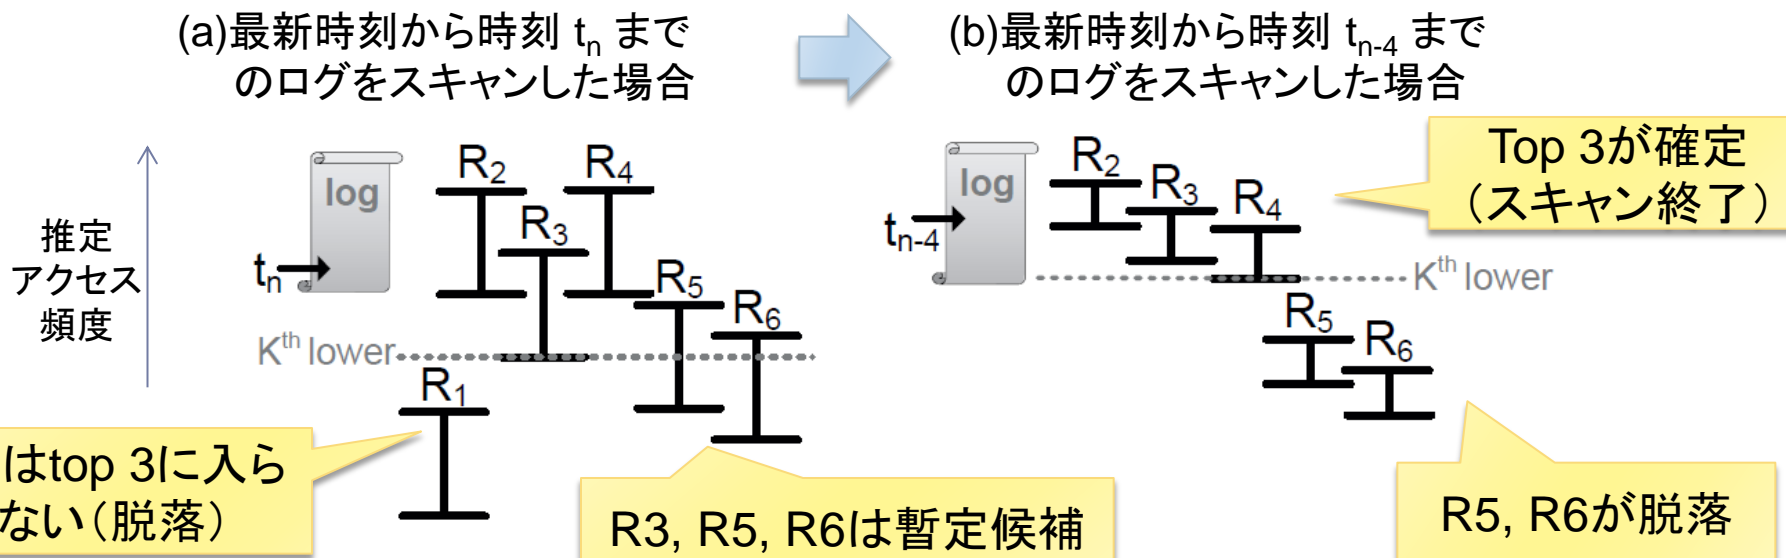 (a)最新時刻から時刻 tn まで
のログをスキャンした場合
(b)最新時刻から時刻 tn-4 まで
のログをスキャンした場合
推定
アクセス
頻度
log
tn
R2
R4
R3
R5
R6
Kth lower
R1
はtop 3に入ら
ない（脱落）
R3, R5, R6は暫定候補
log
tn-4
R2
R3
R4
Top 3が確定
（スキャン終了）
Kth lower
R5
R6
R5, R6が脱落